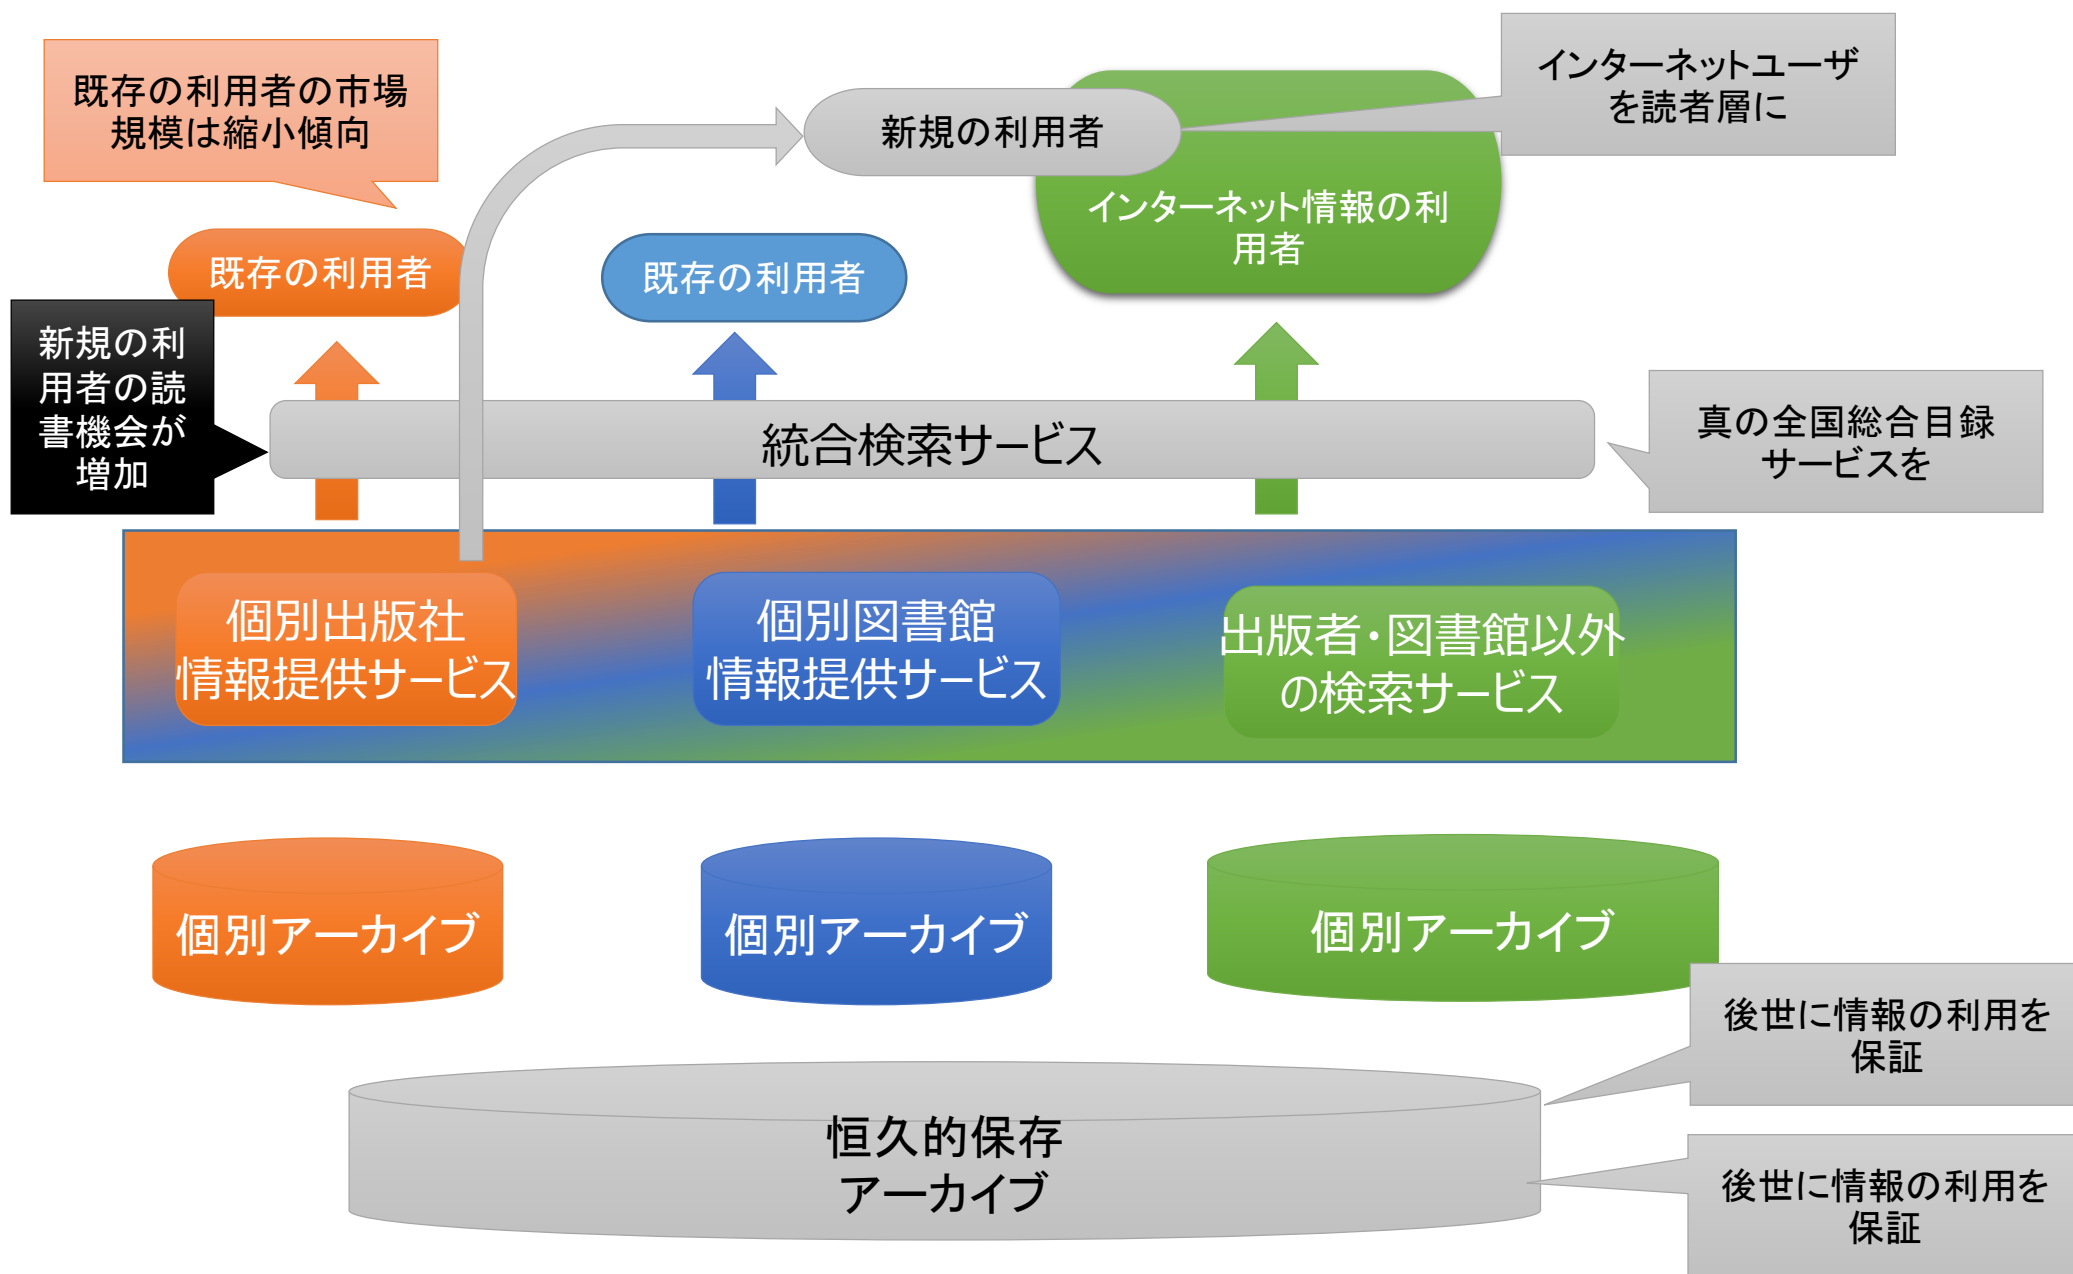 既存の利用者の市場
規模は縮小傾向
新規の利用者
インターネットユーザ
を読者層に
インターネット情報の利
用者
既存の利用者
既存の利用者
新規の利
用者の読
書機会が
増加
統合検索サービス
真の全国総合目録
サービスを
個別出版社
情報提供サービス
個別図書館
情報提供サービス
出版者・図書館以外
の検索サービス
個別アーカイブ
個別アーカイブ
個別アーカイブ
後世に情報の利用を
保証
恒久的保存
アーカイブ
後世に情報の利用を
保証